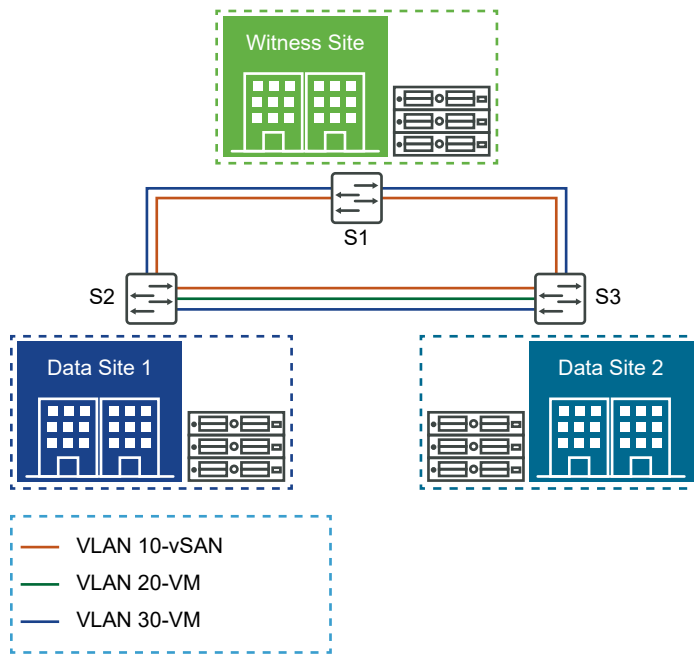 Witness Site
S1
S2
S3
Data Site 1
Data Site 2
VLAN 10-vSAN
VLAN 20-VM
VLAN 30-VM